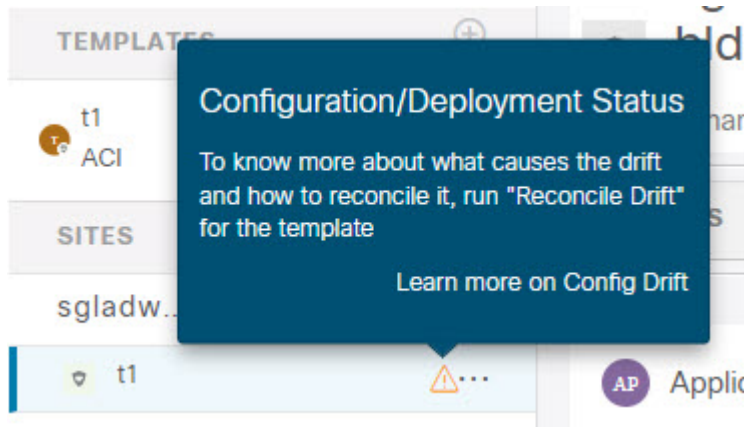 TEMPLATES
t1
ACI
Configuration/Deployment Status
To know more about what causes the drift
and how to reconcile it, run "Reconcile Drift"
for the template
Learn more on Config Drift
SITES
sgladw...
t1
AP